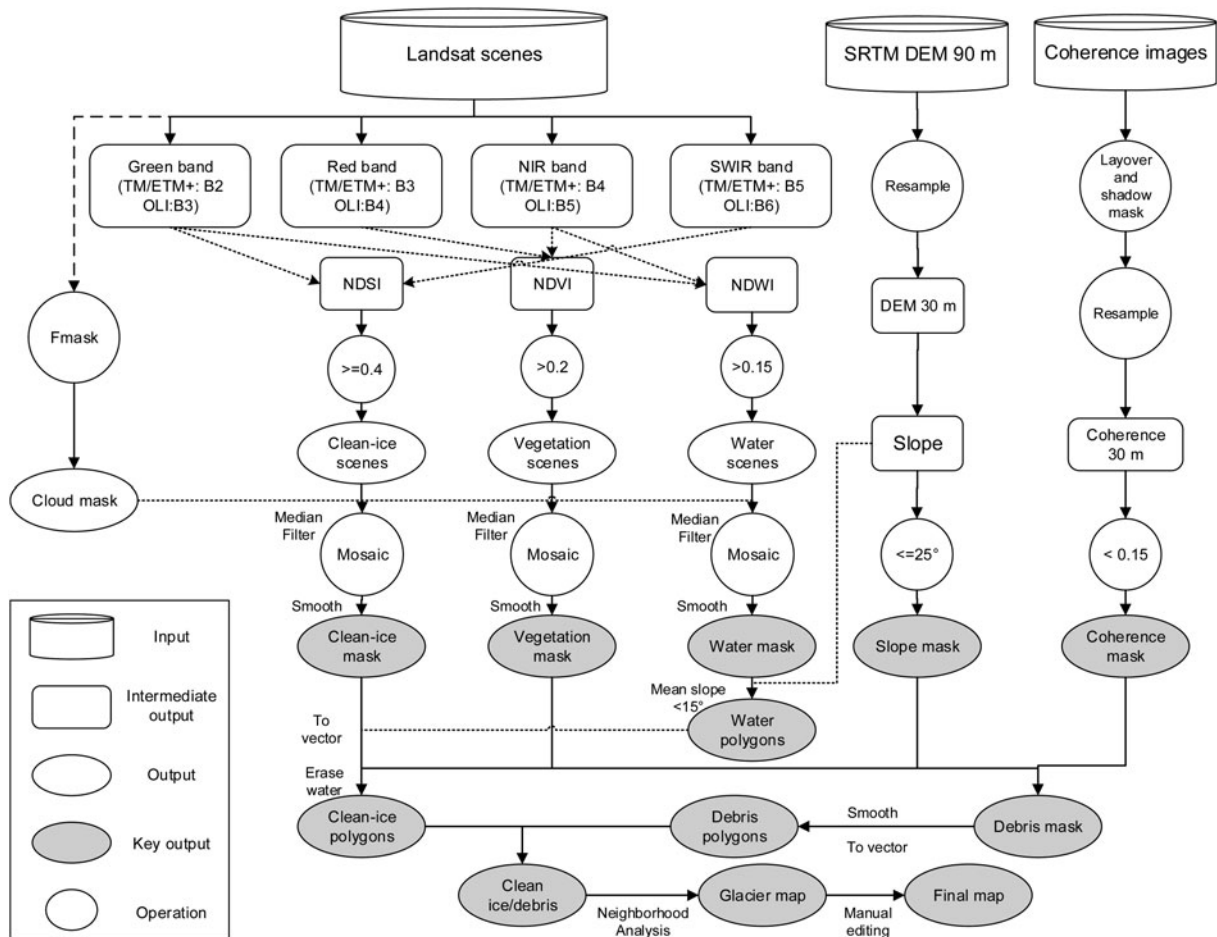 Landsat scenes
SRTM DEM 90 m
Coherence images
Green band
(TM/ETM+: B2
OLI:B3)
Red band
(TM/ETM+: B3
OLI:B4)
NIR band
(TM/ETM+: B4
OLI:B5)
SWIR band
(TM/ETM+: B5
OLI:B6)
Resample
Layover
and
shadow
mask
NDSI
NDVI
NDWI
DEM 30 m
Resample
Fmask
>=0.4
>0.2
>0.15
Clean-ice
scenes
Vegetation
scenes
Water
scenes
Slope
Coherence
30 m
Cloud mask
Median
Filter
Mosaic
Median
Filter
Mosaic
Median
Filter
Mosaic
<=25°
< 0.15
Smooth
Smooth
Smooth
Clean-ice
mask
Vegetation
mask
Water mask
Slope mask
Coherence
mask
Mean slope
<15°
To
vector
Water
polygons
Erase
water
Clean-ice
polygons
Debris
polygons
Smooth
To vector
Debris mask
Clean
ice/debris
Neighborhood
Analysis
Glacier map
Manual
editing
Final map
Input
Intermediate
output
Output
Key output
Operation